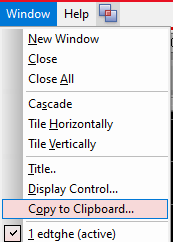 Window Help
New Window
Close
Close All
Cascade
Tile Horizontally
Tile Vertically
Title..
Display Control...
Copy to Clipboard...
1 edtghe (active)